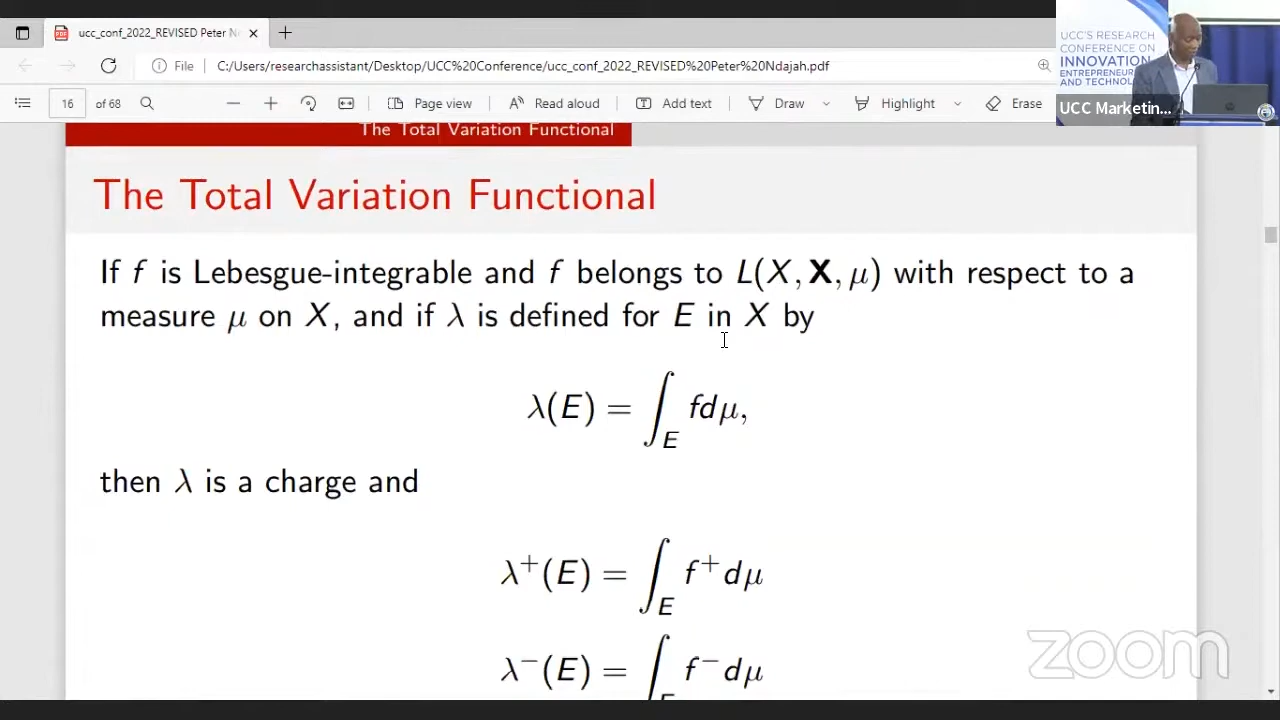 ucc_conf_2022_REVISED Peter N
File C:/Users/researchassistant/Desktop/UCC%20Conference/ucc_conf_2022_REVISED%20Peter%20Ndajah.pdf
16 of 68 Page view Read aloud Add text Draw Highlight Erase
UCC'S RESEARCH
CONFERENCE ON
INNOVATION
ENTREPRENEUR
AND TECHNOL
UCC Marketin...
The Total Variation Functional
The Total Variation Functional
If f is Lebesgue-integrable and f belongs to L(X, 𝐗, μ) with respect to a
measure μ on X, and if λ is defined for E in X by
λ(E) = ∫_E fdμ,
then λ is a charge and
λ⁺(E) = ∫_E f⁺dμ
λ⁻(E) = ∫_E f⁻dμ
zoom